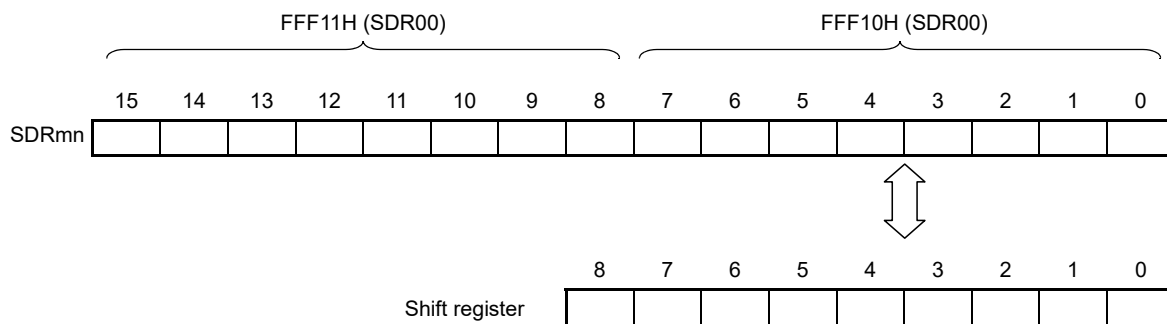 FFF11H (SDR00) FFF10H (SDR00)
15 14 13 12 11 10 9 8 7 6 5 4 3 2 1 0
SDRmn
8 7 6 5 4 3 2 1 0
Shift register